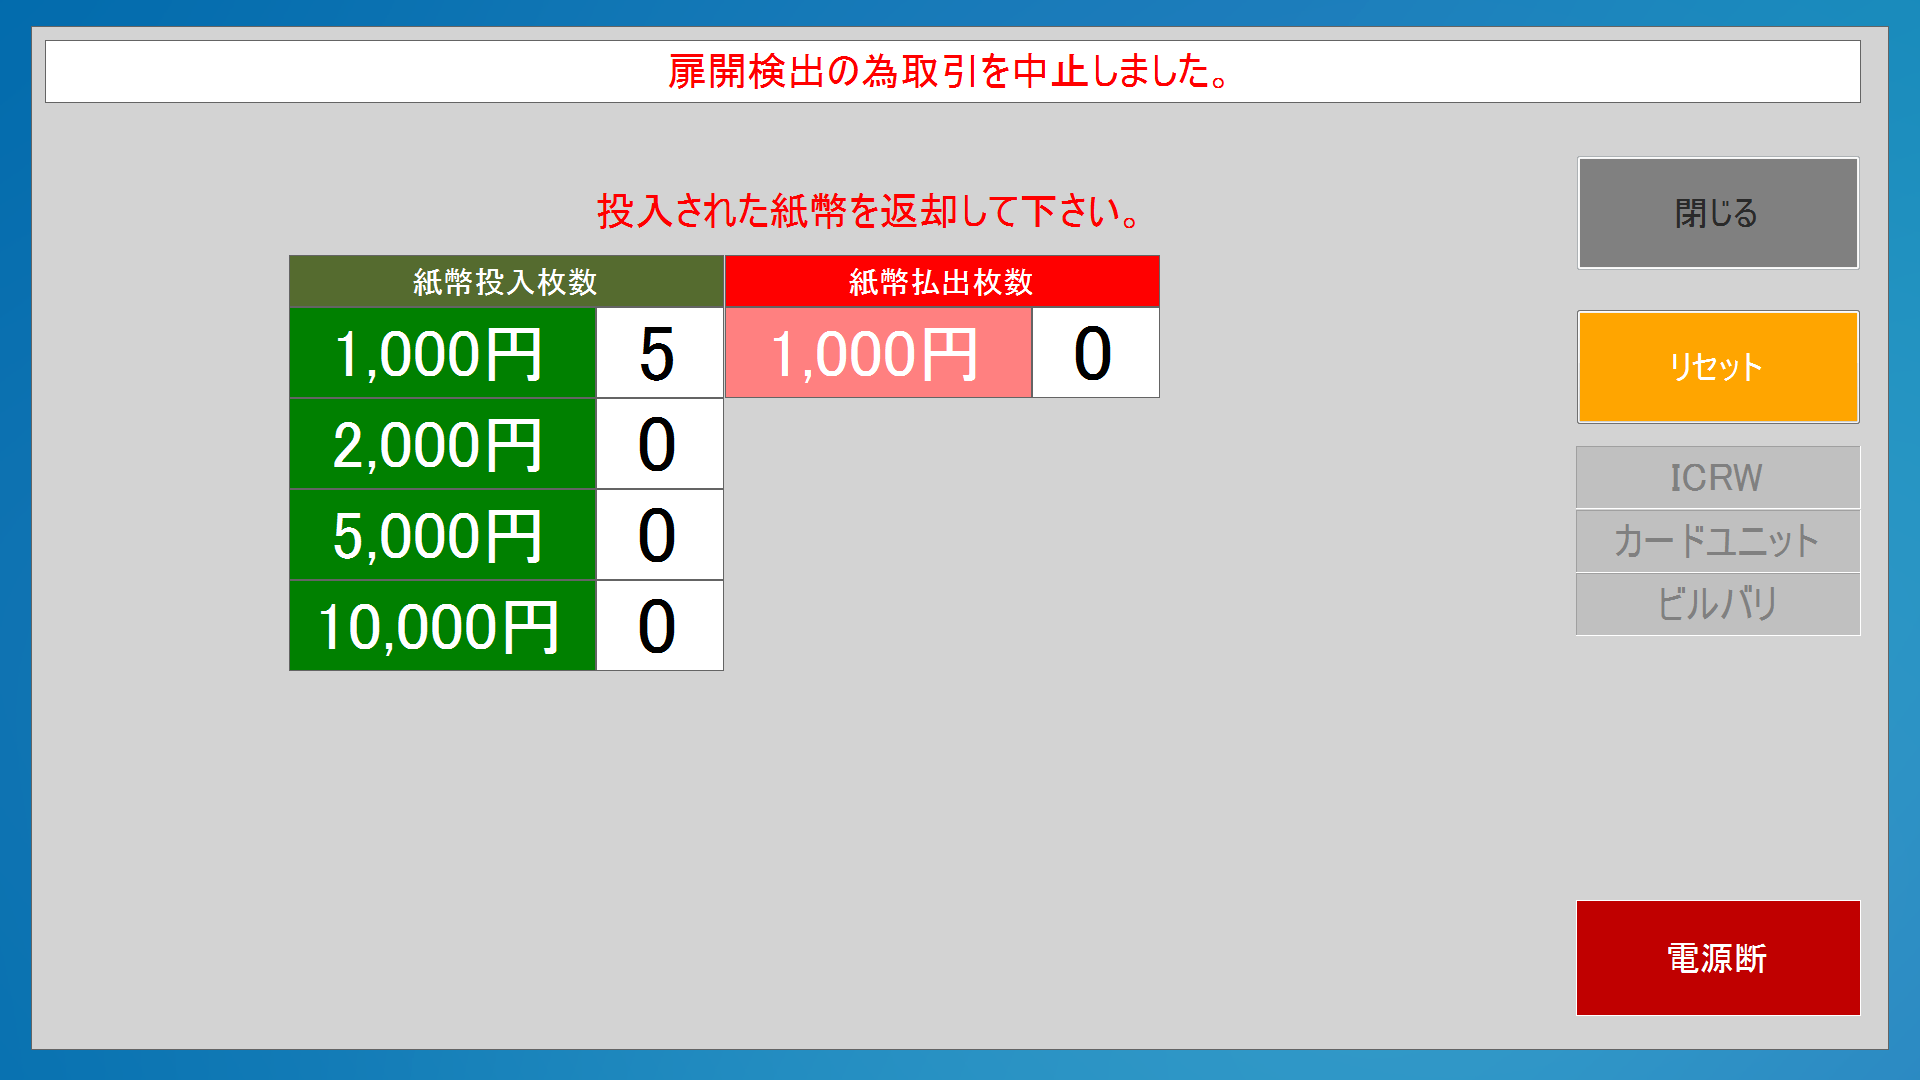 扉開検出の為取引を中止しました。
投入された紙幣を返却して下さい。
紙幣投入枚数 紙幣払出枚数
1,000円 5 1,000円 0
2,000円 0
5,000円 0
10,000円 0
閉じる
リセット
ICRW
カードユニット
ビルバリ
電源断